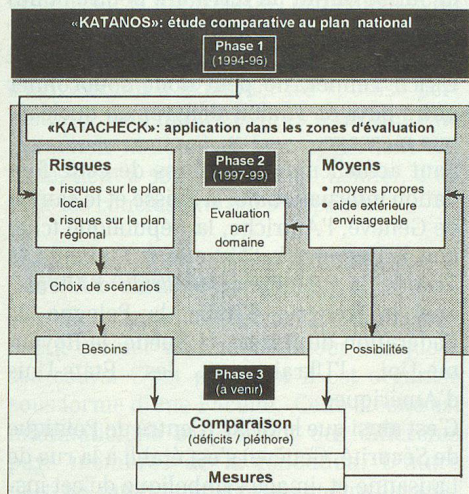 «KATANOS»: étude comparative au plan national
Phase 1
(1994-96)
«KATACHECK»: application dans les zones d'évaluation
Risques
• risques sur le plan
local
• risques sur le plan
régional
Phase 2
(1997-99)
Evaluation
par
domaine
Moyens
• moyens propres
• aide extérieure
envisageable
Choix de scénarios
Besoins
Possibilités
Phase 3
(à venir)
Comparaison
(déficits / pléthore)
Mesures